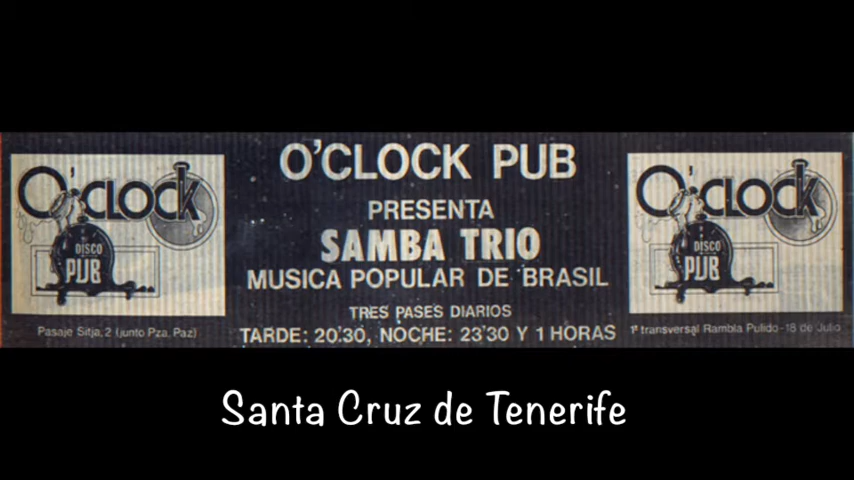 O'CLOCK
DISCO
PUB
Pasaje Sitja, 2 (junto Pza. Paz)
O'CLOCK PUB
PRESENTA
SAMBA TRIO
MUSICA POPULAR DE BRASIL
TRES PASES DIARIOS
TARDE: 20'30, NOCHE: 23'30 Y 1 HORAS
O'CLOCK
DISCO
PUB
1ª transversal Rambla Pulido - 18 de Julio
Santa Cruz de Tenerife